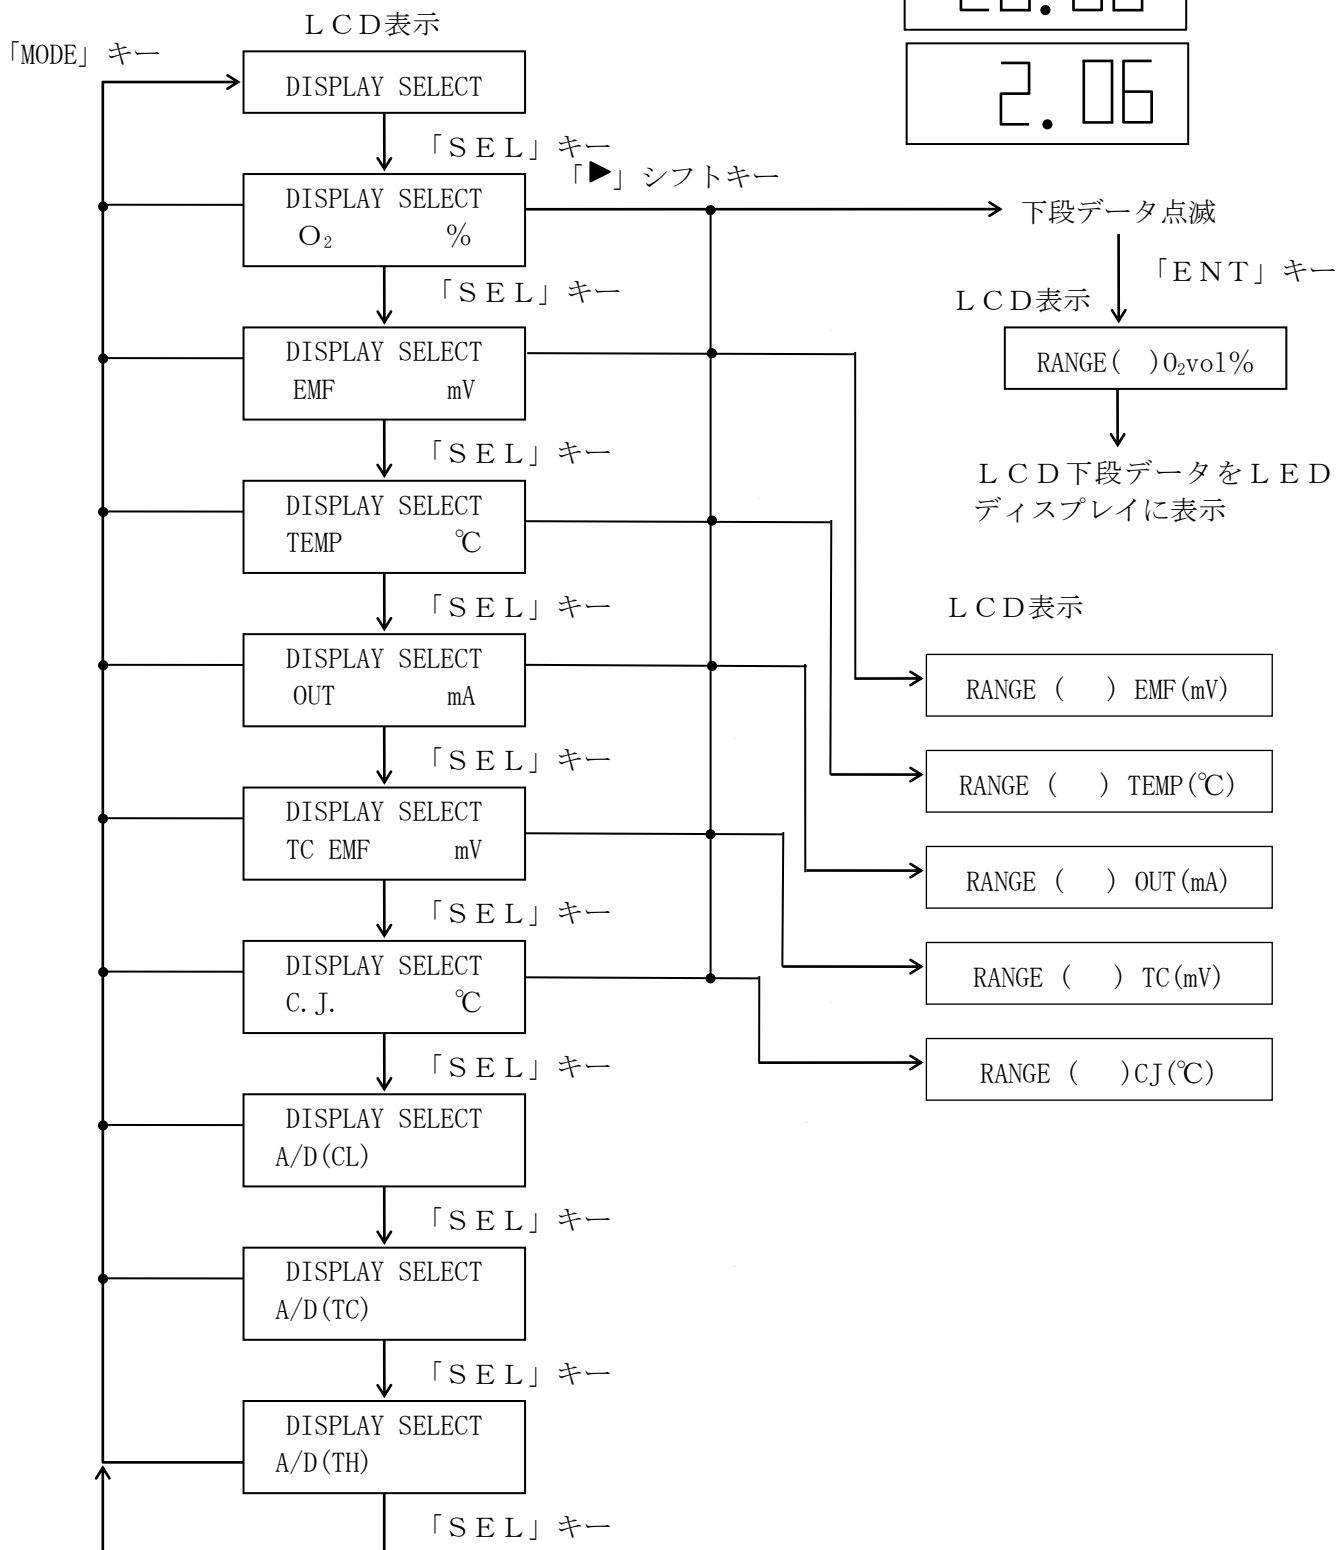 ＬＣＤ表示
「MODE」キー
DISPLAY SELECT
2.06
「ＳＥＬ」キー
「▶」シフトキー
DISPLAY SELECT
O₂ %
下段データ点滅
「ＥＮＴ」キー
「ＳＥＬ」キー
ＬＣＤ表示
DISPLAY SELECT
EMF mV
RANGE( )O₂vol%
「ＳＥＬ」キー
ＬＣＤ下段データをＬＥＤ
ディスプレイに表示
DISPLAY SELECT
TEMP ℃
「ＳＥＬ」キー
ＬＣＤ表示
DISPLAY SELECT
OUT mA
RANGE ( ) EMF(mV)
「ＳＥＬ」キー
RANGE ( ) TEMP(℃)
DISPLAY SELECT
TC EMF mV
RANGE ( ) OUT(mA)
「ＳＥＬ」キー
DISPLAY SELECT
C.J. ℃
RANGE ( ) TC(mV)
「ＳＥＬ」キー
RANGE ( )CJ(℃)
DISPLAY SELECT
A/D(CL)
「ＳＥＬ」キー
DISPLAY SELECT
A/D(TC)
「ＳＥＬ」キー
DISPLAY SELECT
A/D(TH)
「ＳＥＬ」キー